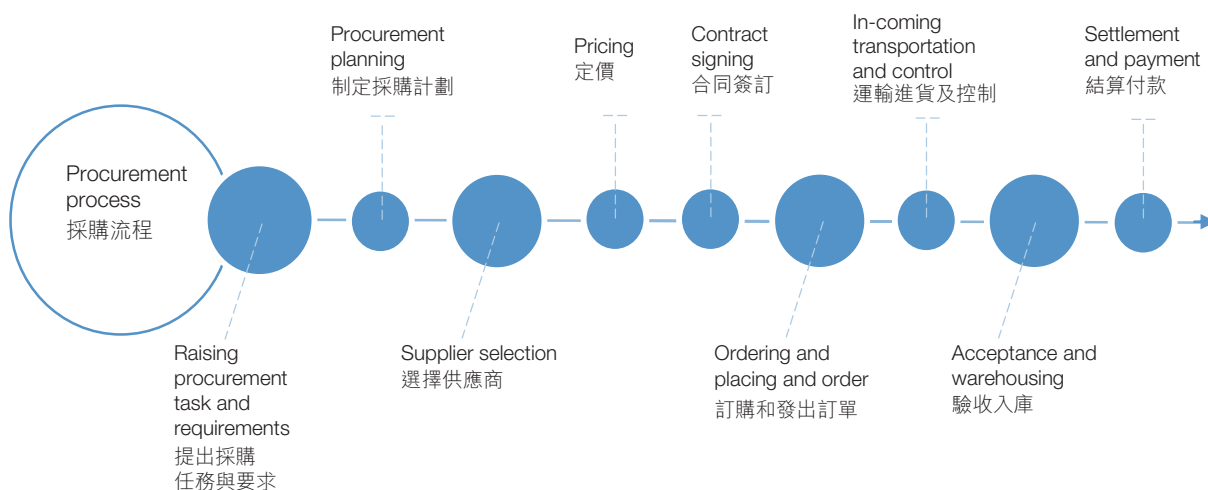 Procurement
process
採購流程
Raising
procurement
task and
requirements
提出採購
任務與要求
Procurement
planning
制定採購計劃
Supplier selection
選擇供應商
Pricing
定價
Contract
signing
合同簽訂
Ordering and
placing and order
訂購和發出訂單
In-coming
transportation
and control
運輸進貨及控制
Acceptance and
warehousing
驗收入庫
Settlement
and payment
結算付款